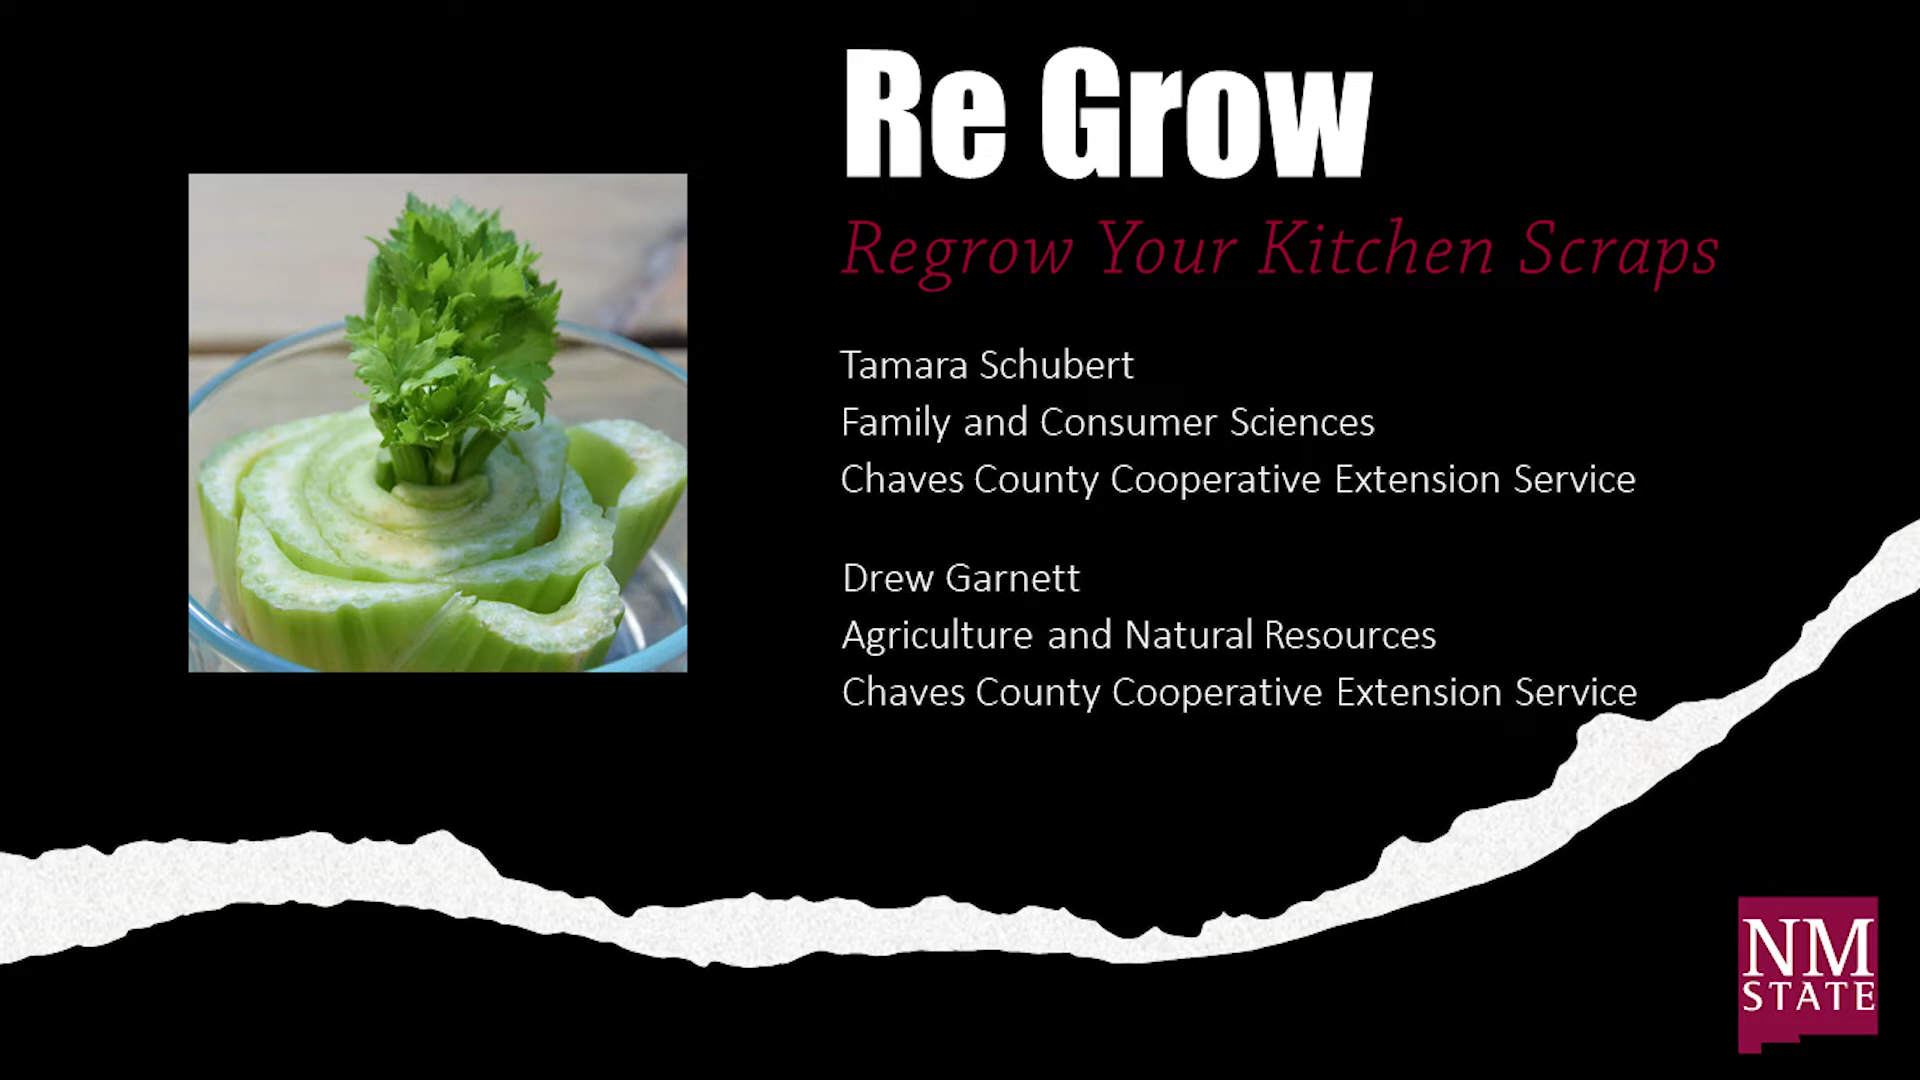 Re Grow
Regrow Your Kitchen Scraps
Tamara Schubert
Family and Consumer Sciences
Chaves County Cooperative Extension Service
Drew Garnett
Agriculture and Natural Resources
Chaves County Cooperative Extension Service
NM
STATE